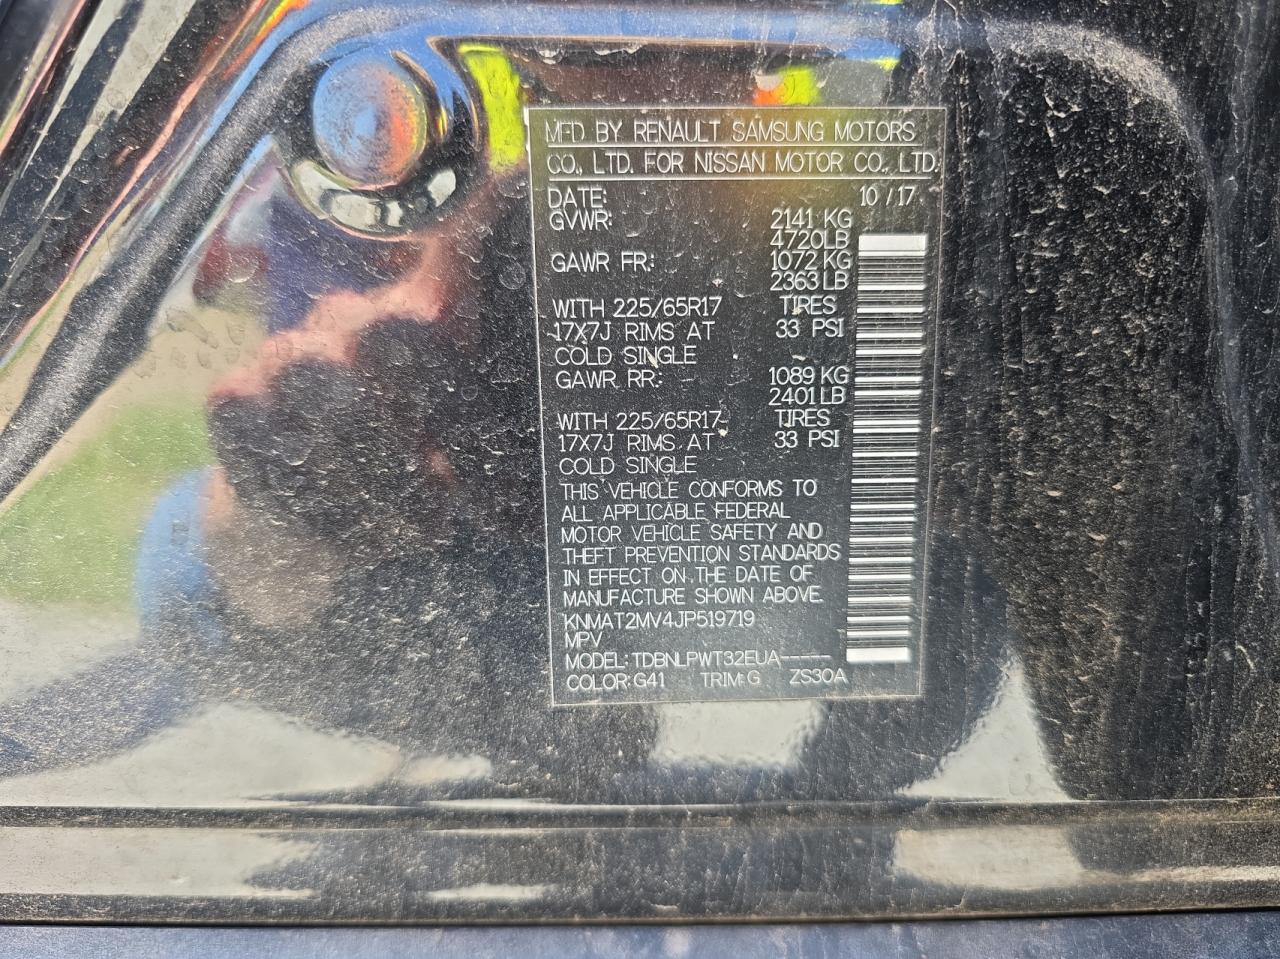 MFD BY RENAULT SAMSUNG MOTORS
CO., LTD. FOR NISSAN MOTOR CO., LTD.
DATE: 10 /17
GVWR: 2141 KG
4720LB
GAWR FR: 1072 KG
2363 LB
WITH 225/65R17 TIRES
17X7J RIMS AT 33 PSI
COLD SINGLE
GAWR RR: 1089 KG
2401 LB
WITH 225/65R17 TIRES
17X7J RIMS AT 33 PSI
COLD SINGLE
THIS VEHICLE CONFORMS TO
ALL APPLICABLE FEDERAL
MOTOR VEHICLE SAFETY AND
THEFT PREVENTION STANDARDS
IN EFFECT ON THE DATE OF
MANUFACTURE SHOWN ABOVE.
KNMAT2MV4JP519719
MPV
MODEL: TDBNLPWT32EUA-----
COLOR: G41 TRIM: G ZS30A